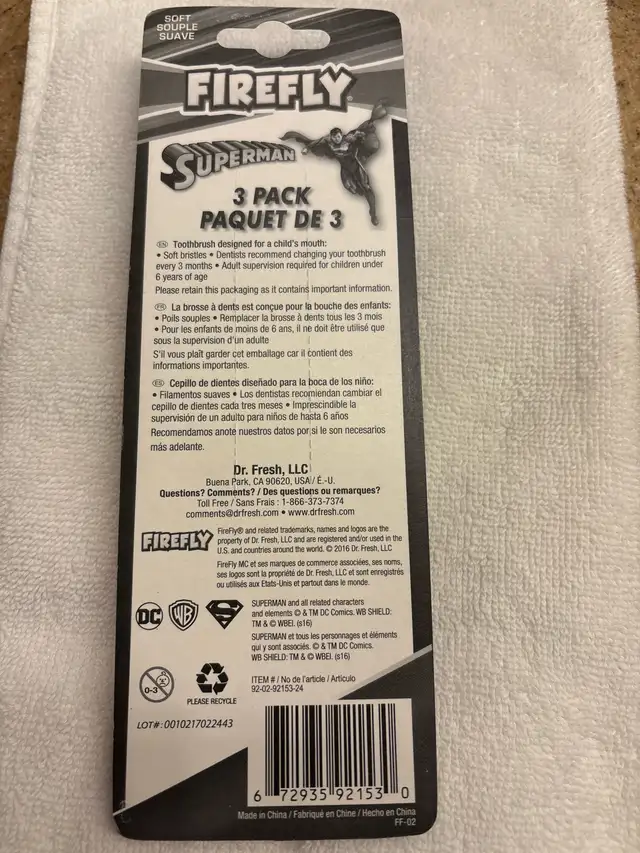 SOFT
SOUPLE
SUAVE
FIREFLY
SUPERMAN
3 PACK
PAQUET DE 3
EN Toothbrush designed for a child's mouth:
• Soft bristles • Dentists recommend changing your toothbrush
every 3 months • Adult supervision required for children under
6 years of age
Please retain this packaging as it contains important information.
FR La brosse à dents est conçue pour la bouche des enfants:
• Poils souples • Remplacer la brosse à dents tous les 3 mois
• Pour les enfants de moins de 6 ans, il ne doit être utilisé que
sous la supervision d'un adulte
S'il vous plaît garder cet emballage car il contient des
informations importantes.
ES Cepillo de dientes diseñado para la boca de los niño:
• Filamentos suaves • Los dentistas recomiendan cambiar el
cepillo de dientes cada tres meses • Imprescindible la
supervisión de un adulto para niños de hasta 6 años
Recomendamos anote nuestros datos por si le son necesarios
más adelante.
Dr. Fresh, LLC
Buena Park, CA 90620, USA / É.-U.
Questions? Comments? / Des questions ou remarques?
Toll Free / Sans Frais : 1-866-373-7374
comments@drfresh.com • www.drfresh.com
FIREFLY
FireFly® and related trademarks, names and logos are the
property of Dr. Fresh, LLC and are registered and/or used in the
U.S. and countries around the world. © 2016 Dr. Fresh, LLC
FireFly MC et ses marques de commerce associées, ses noms,
ses logos sont la propriété de Dr. Fresh, LLC et sont enregistrés
ou utilisés aux Etats-Unis et partout dans le monde.
DC WB S
SUPERMAN and all related characters
and elements © & TM DC Comics.
WB SHIELD:
TM & © WBEI. (s16)
SUPERMAN et tous les personnages et éléments
qui y sont associés. © & TM DC Comics.
WB SHIELD: TM & © WBEI. (s16)
0-3
PLEASE RECYCLE
ITEM # / No de l'article / Artículo
92-02-92153-24
LOT#: 0010217022443
6 72935 92153 0
Made in China / Fabriqué en Chine / Hecho en China
FF-02